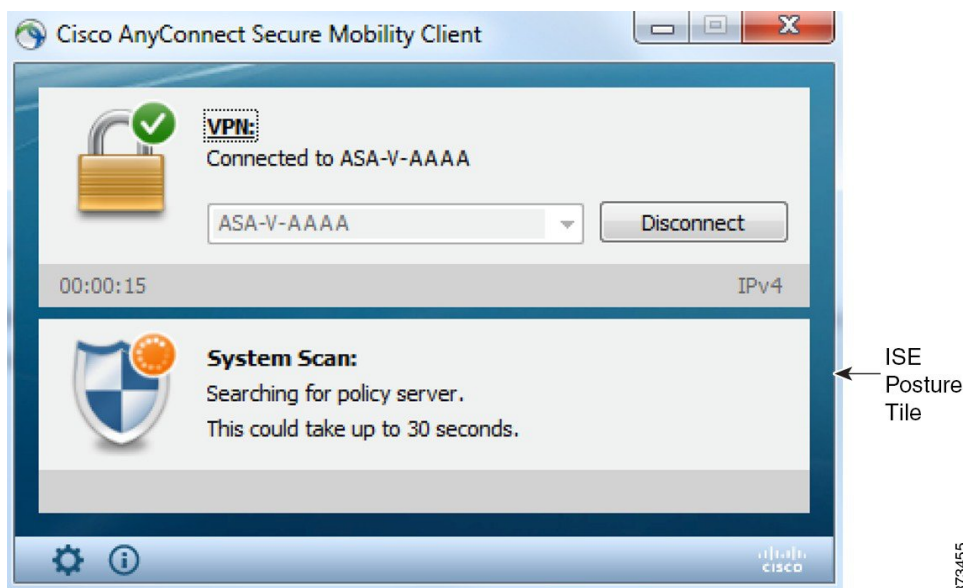 Cisco AnyConnect Secure Mobility Client
VPN:
Connected to ASA-V-AAAA
ASA-V-AAAA
Disconnect
00:00:15
IPv4
System Scan:
Searching for policy server.
This could take up to 30 seconds.
ISE
Posture
Tile
CISCO